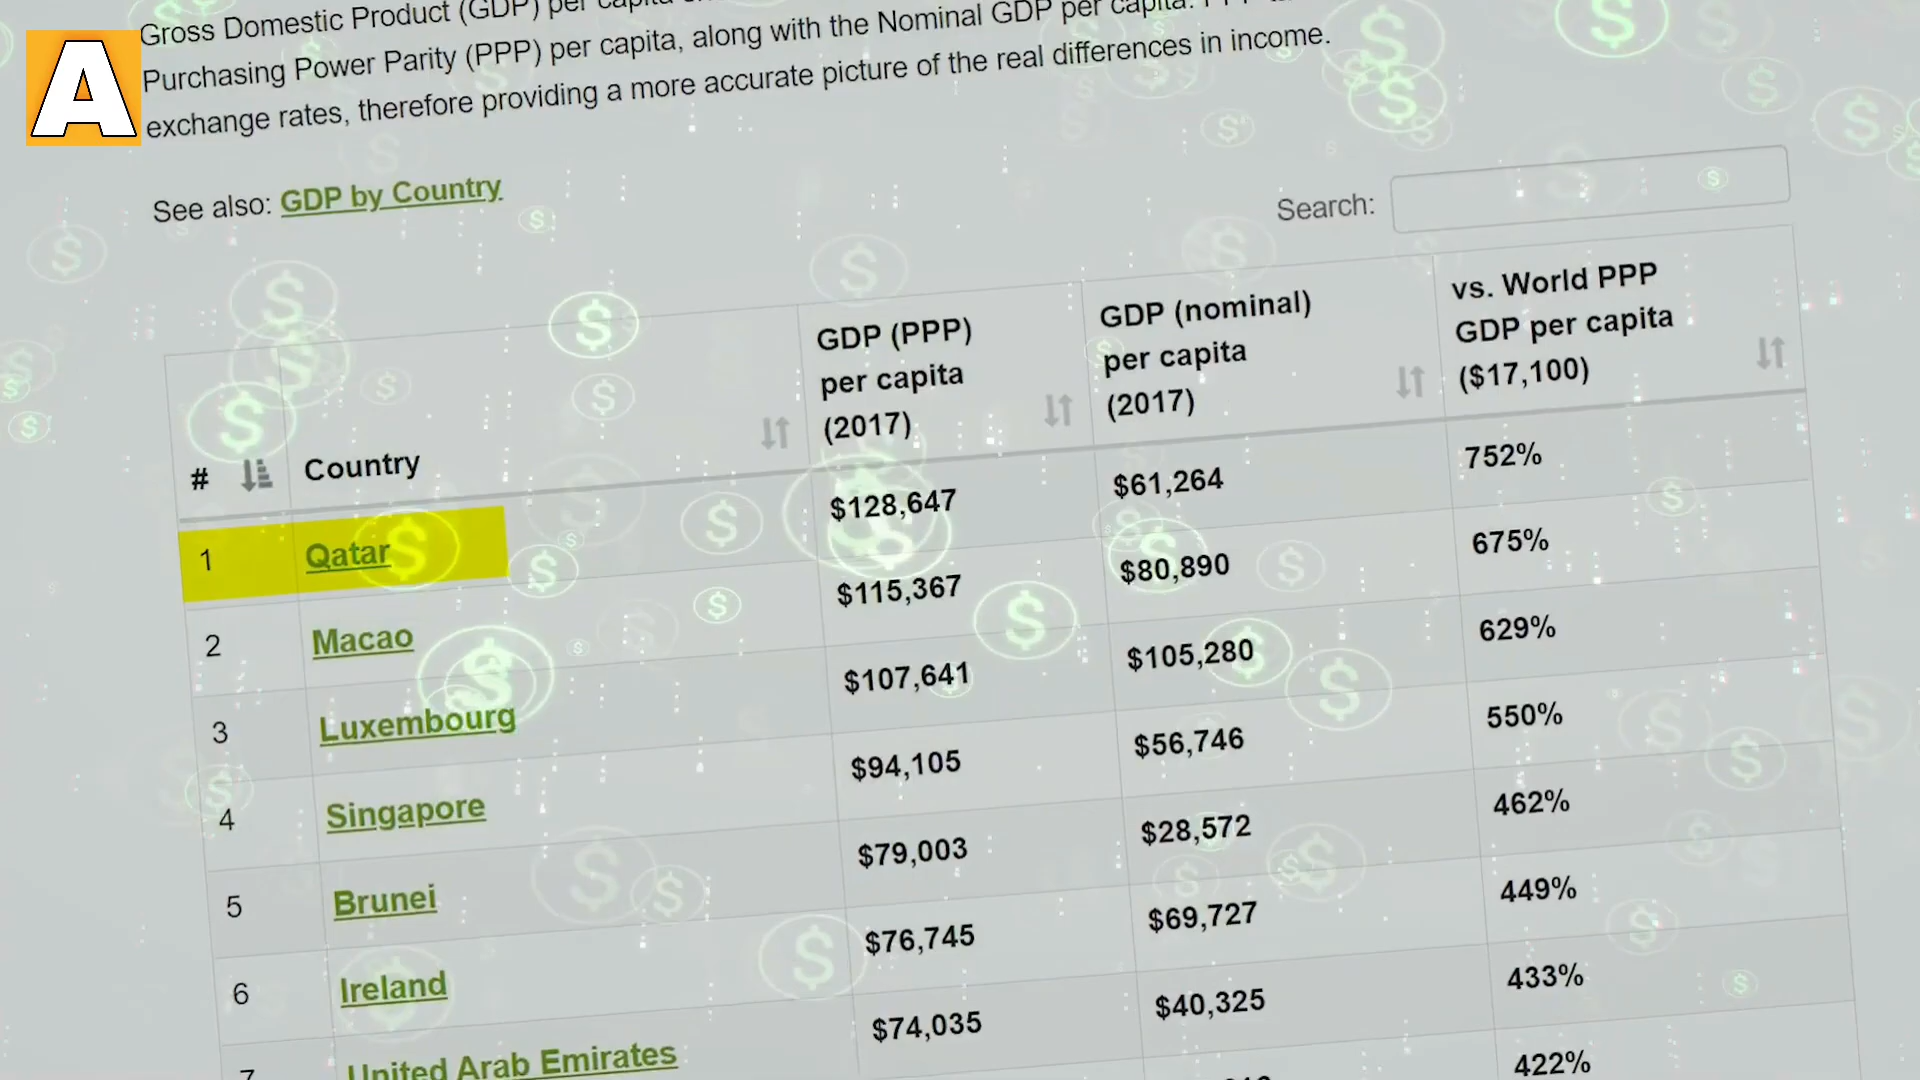 Gross Domestic Product (GDP) per capita
A
Purchasing Power Parity (PPP) per capita, along with the Nominal GDP per capita. PPP
exchange rates, therefore providing a more accurate picture of the real differences in income.
See also: GDP by Country
Search:
# Country GDP (PPP) per capita (2017) GDP (nominal) per capita (2017) vs. World PPP GDP per capita ($17,100)
1 Qatar $128,647 $61,264 752%
2 Macao $115,367 $80,890 675%
3 Luxembourg $107,641 $105,280 629%
4 Singapore $94,105 $56,746 550%
5 Brunei $79,003 $28,572 462%
6 Ireland $76,745 $69,727 449%
7 United Arab Emirates $74,035 $40,325 433%
422%